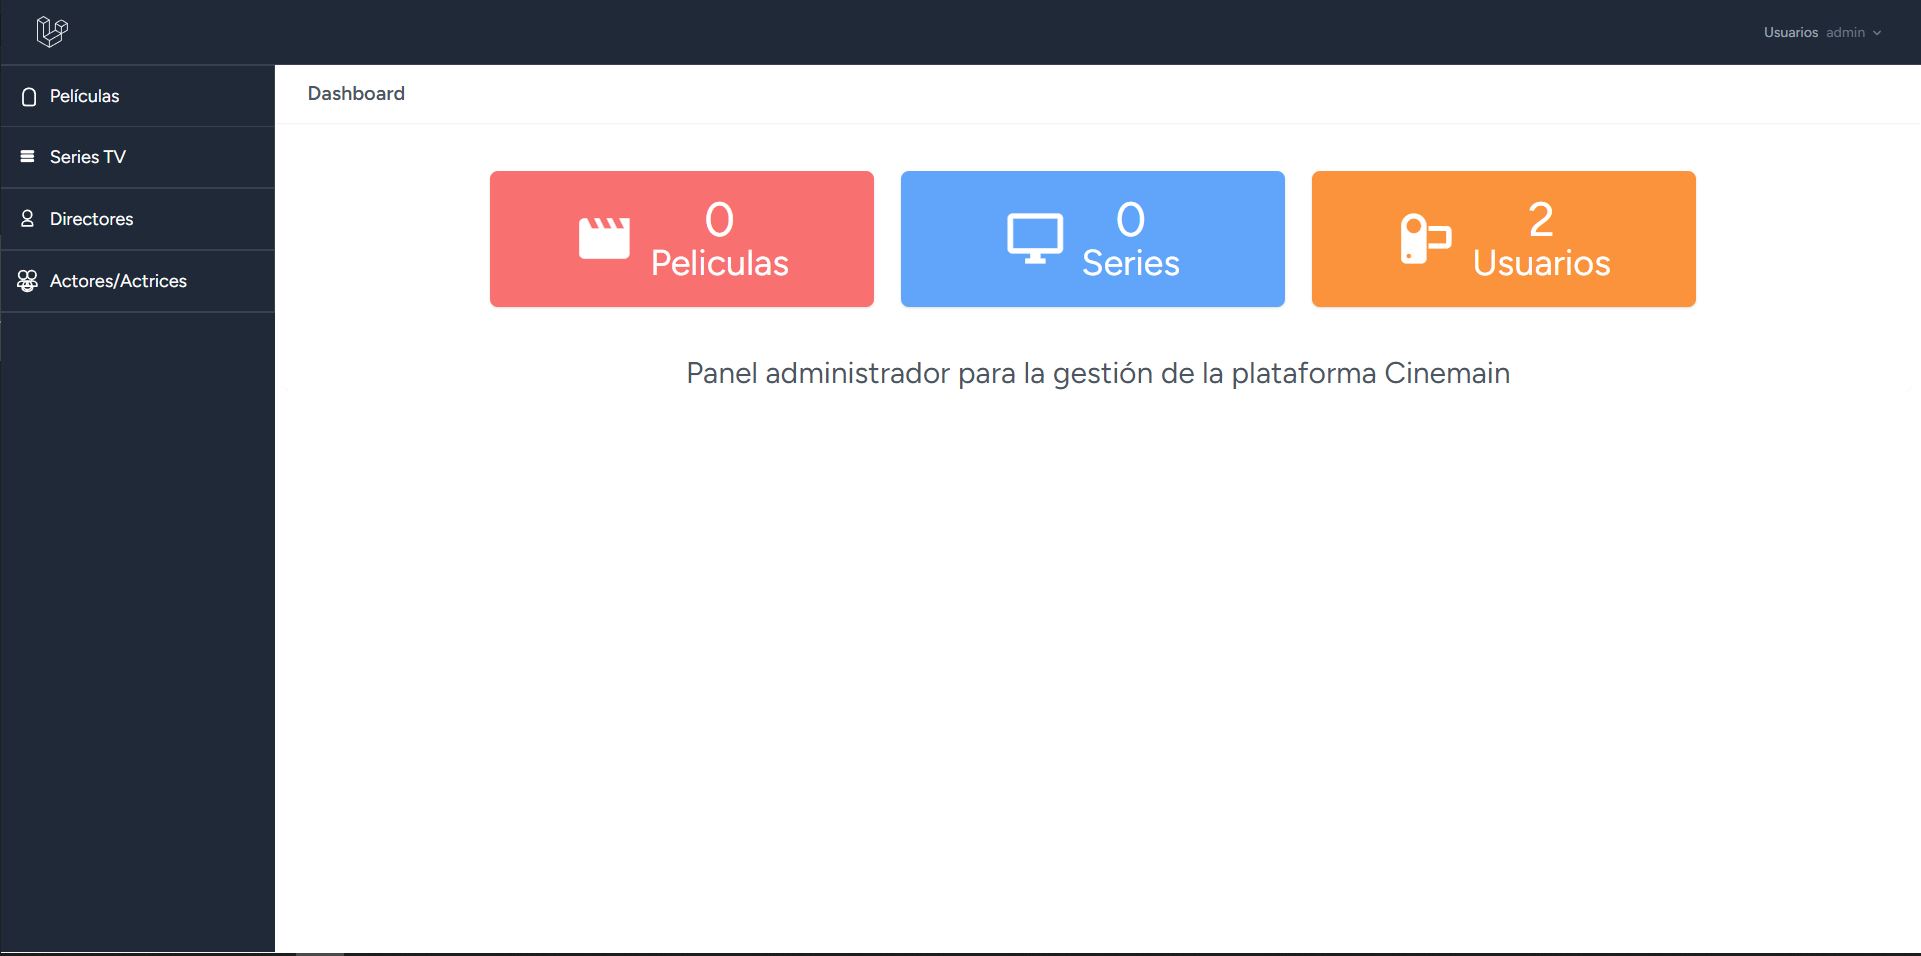 Usuarios admin
Películas
Series TV
Directores
Actores/Actrices
Dashboard
0
Peliculas
0
Series
2
Usuarios
Panel administrador para la gestión de la plataforma Cinemain